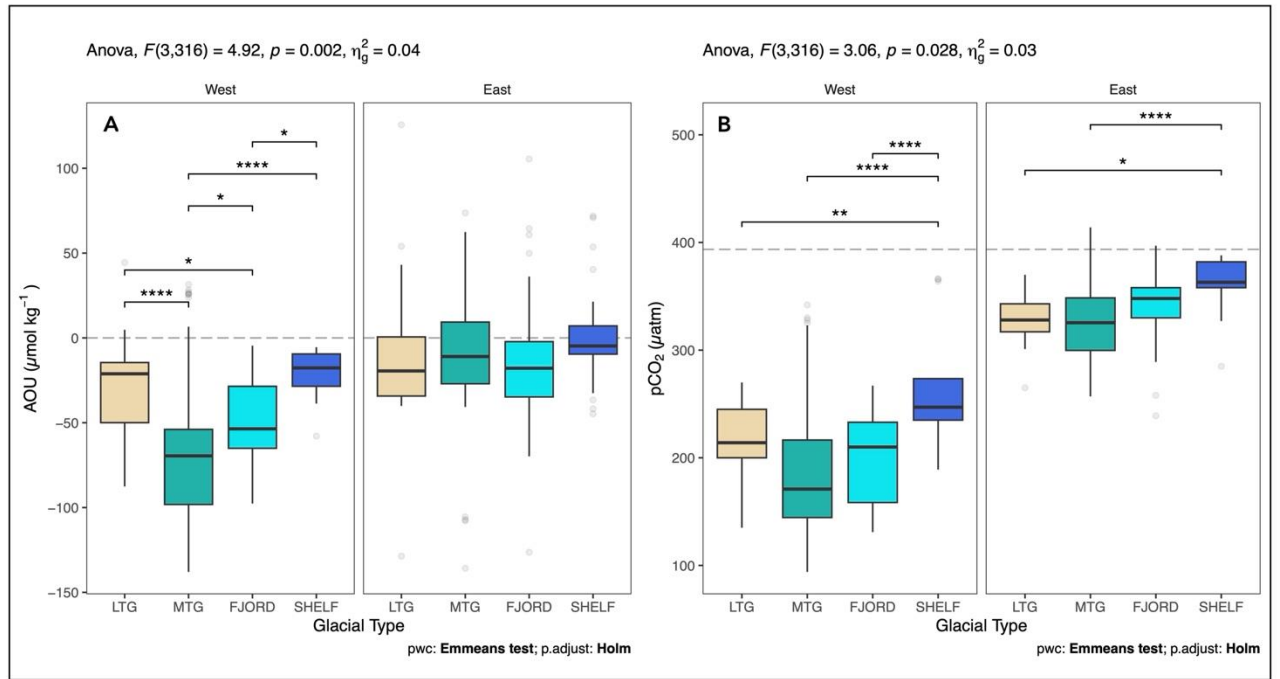 Anova, F(3,316) = 4.92, p = 0.002, η²g = 0.04
West
East
A
*
****
*
*
****
AOU (µmol kg⁻¹)
100
50
0
−50
−100
−150
LTG MTG FJORD SHELF
LTG MTG FJORD SHELF
Glacial Type
pwc: Emmeans test; p.adjust: Holm
Anova, F(3,316) = 3.06, p = 0.028, η²g = 0.03
West
East
B
****
****
**
****
*
pCO₂ (µatm)
500
400
300
200
100
LTG MTG FJORD SHELF
LTG MTG FJORD SHELF
Glacial Type
pwc: Emmeans test; p.adjust: Holm